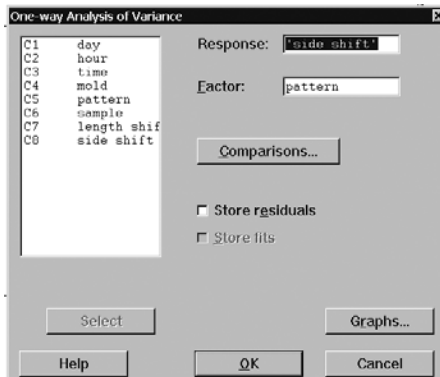 One-way Analysis of Variance
C1 day
C2 hour
C3 time
C4 mold
C5 pattern
C6 sample
C7 length shif
C8 side shift
Response: 'side shift'
Factor: pattern
Comparisons...
Store residuals
Store fits
Select
Graphs...
Help
OK
Cancel